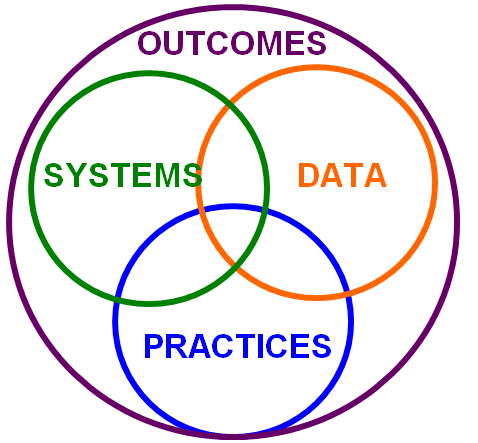 OUTCOMES
SYSTEMS DATA
PRACTICES